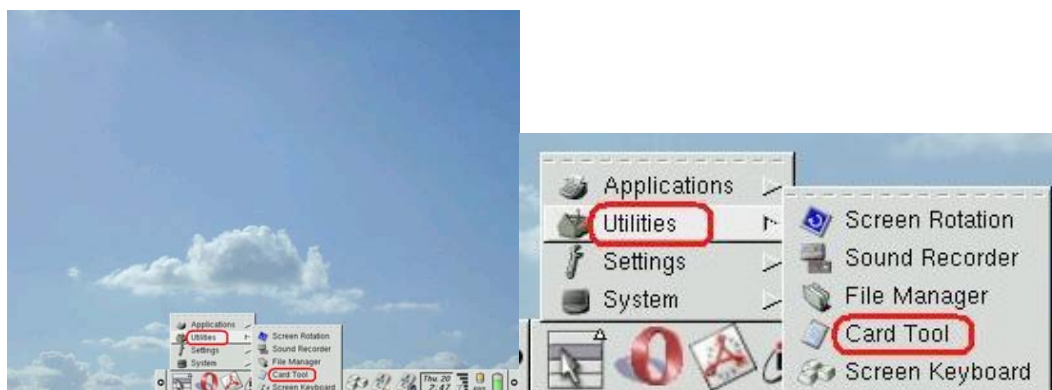 Applications
Utilities
Settings
System
Screen Rotation
Sound Recorder
File Manager
Card Tool
Screen Keyboard
Thu, 20
2:47
Applications
Utilities
Settings
System
Screen Rotation
Sound Recorder
File Manager
Card Tool
Screen Keyboard